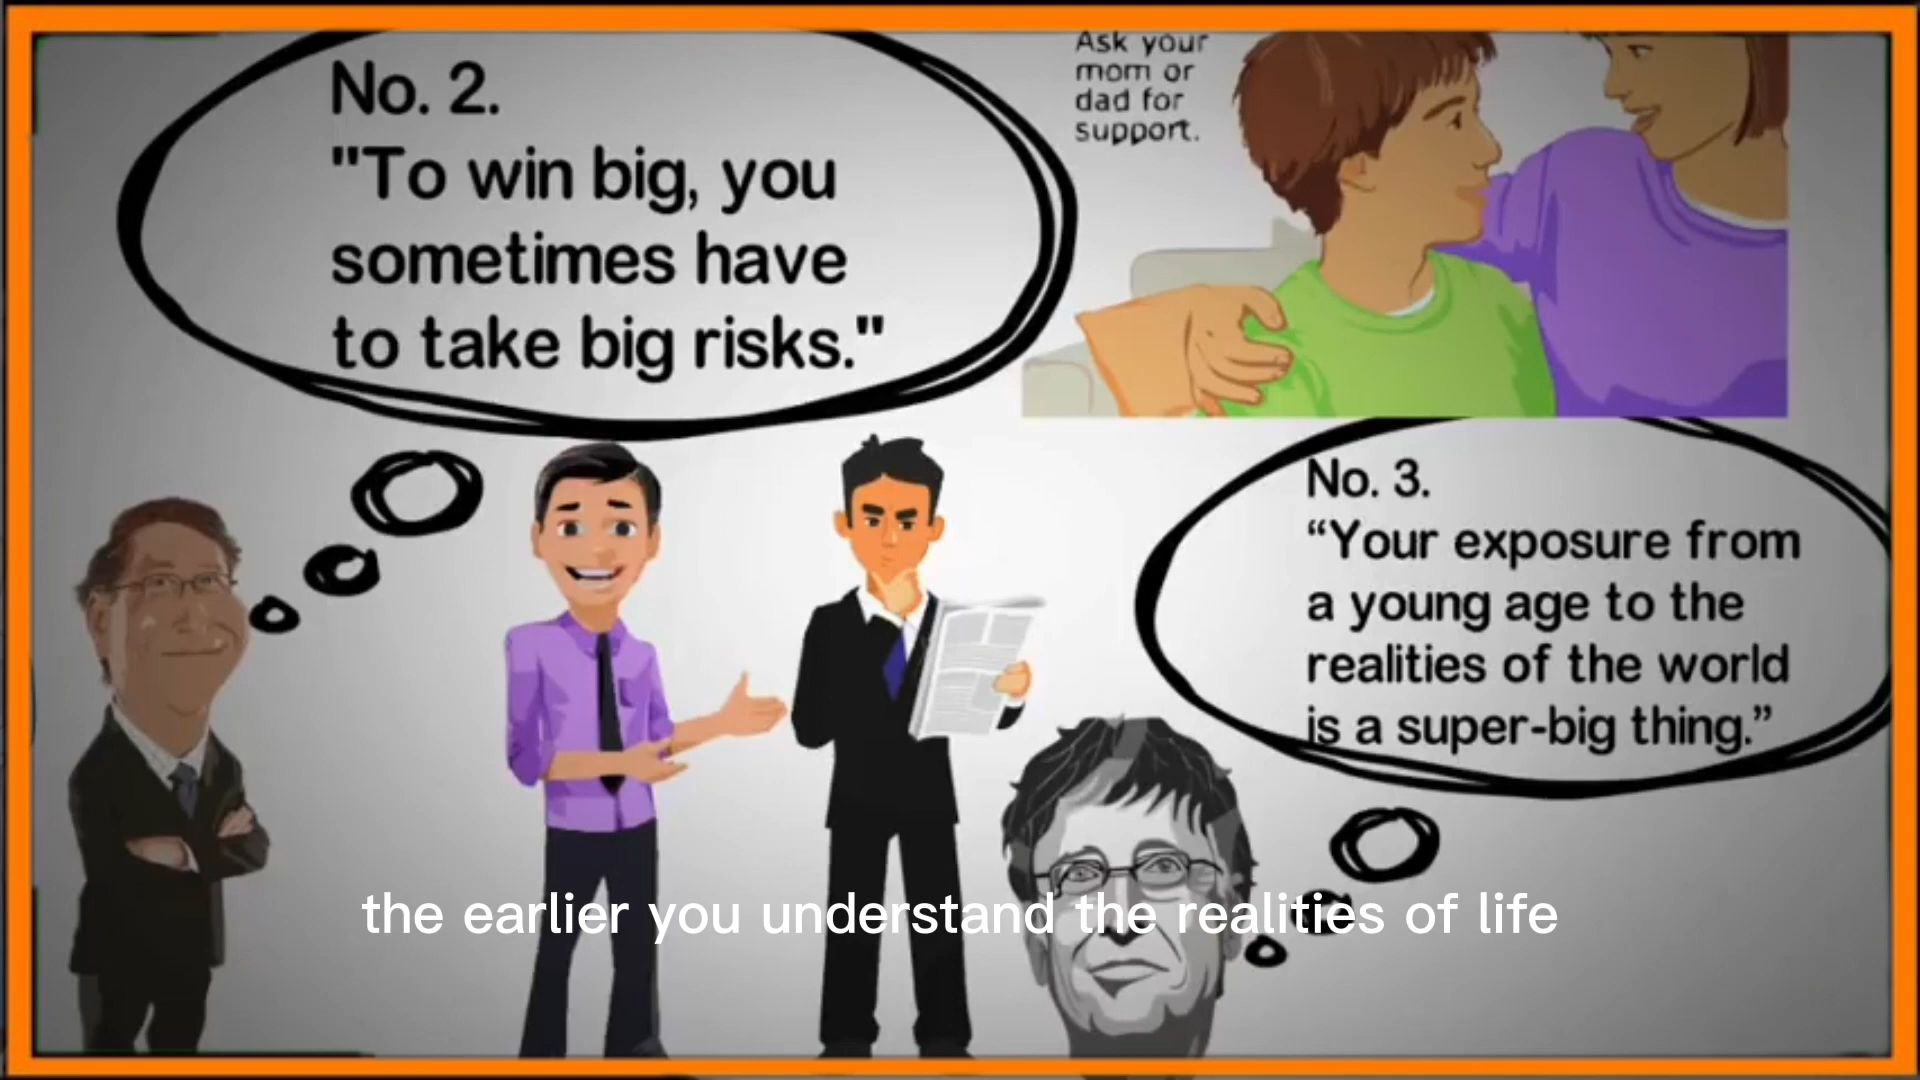 No. 2.
"To win big, you
sometimes have
to take big risks."
Ask your
mom or
dad for
support.
No. 3.
“Your exposure from
a young age to the
realities of the world
is a super-big thing.”
the earlier you understand the realities of life